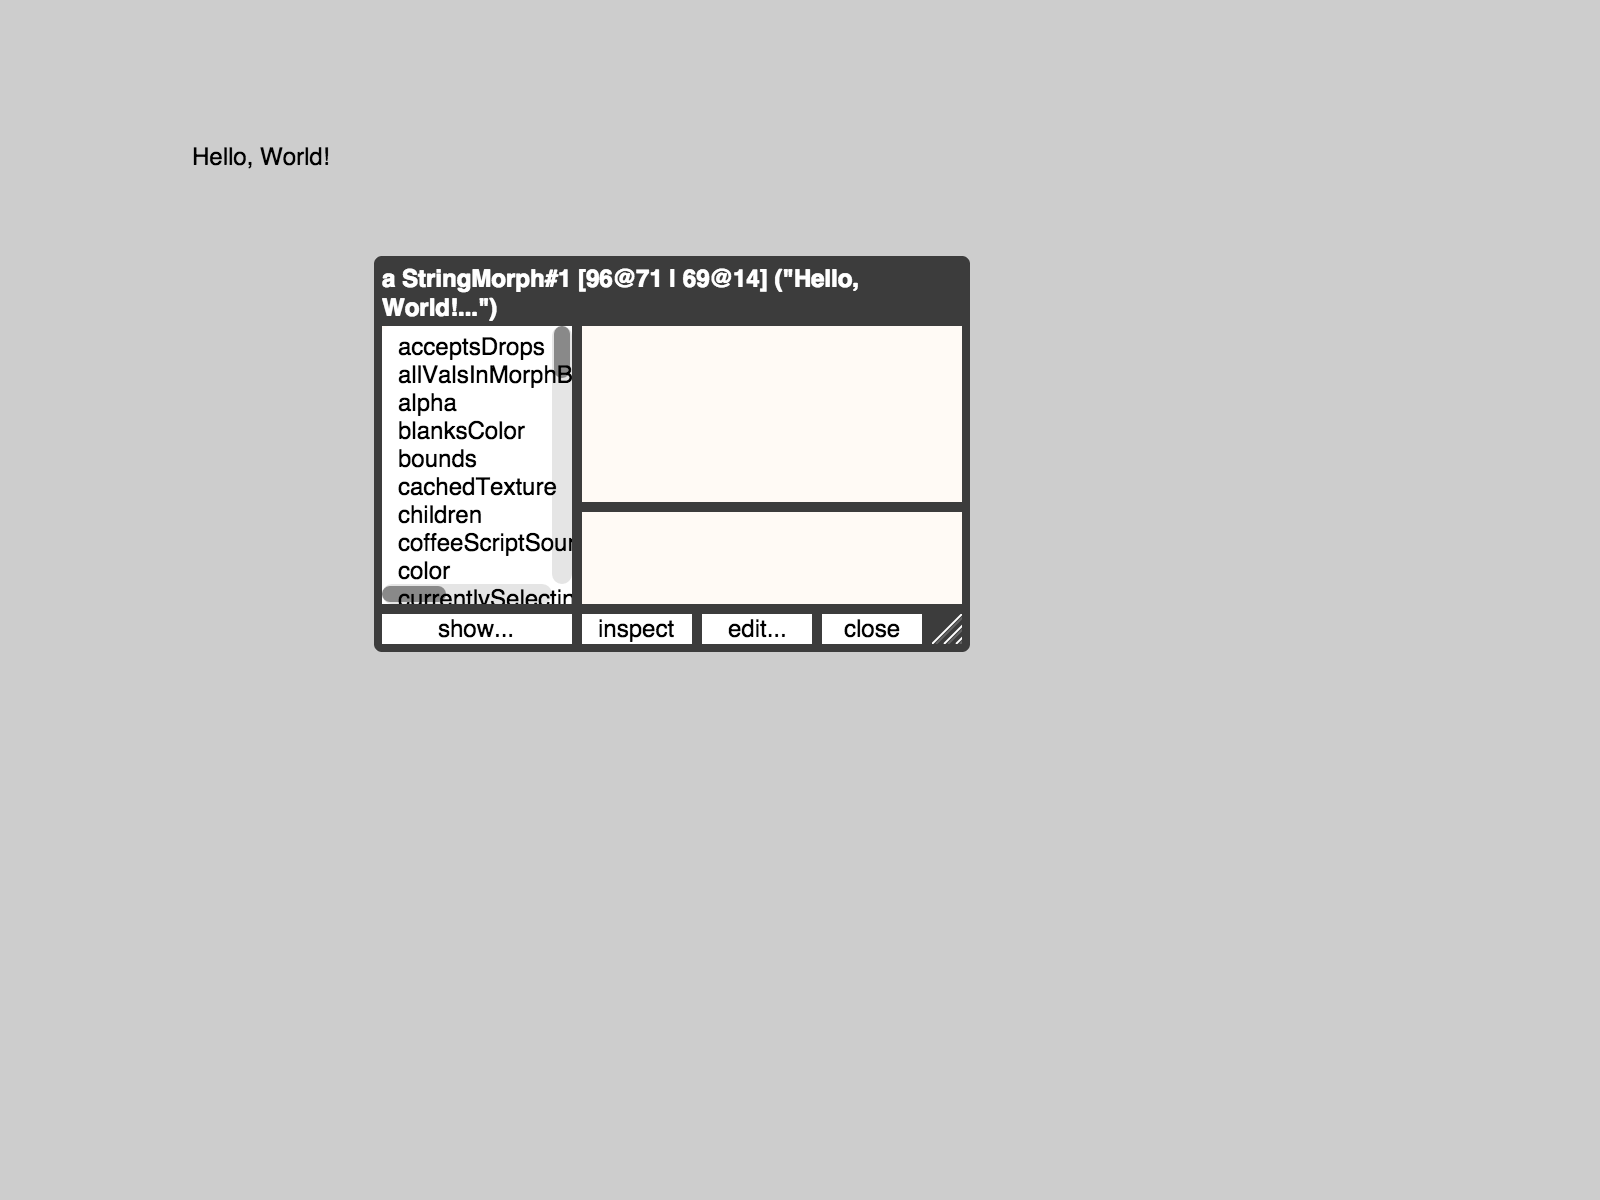 Hello, World!
a StringMorph#1 [96@71 | 69@14] ("Hello,
World!...")
acceptsDrops
allValsInMorphB
alpha
blanksColor
bounds
cachedTexture
children
coffeeScriptSour
color
currentlySelectin
show...
inspect
edit...
close